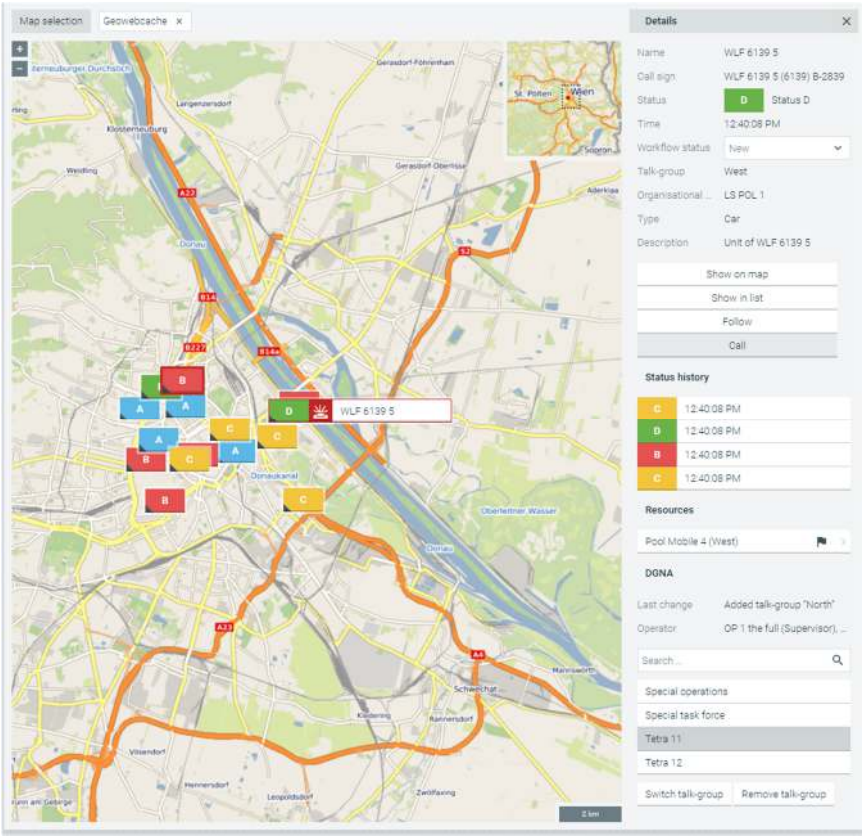 Map selection
Geowebcache ×
+
−
Gerasdorf-Föhrenhain
St. Pölten
Wien
Sopron...
Langenzersdorf
Klosterneuburg
Weidling
Gerasdorf-Oberlisse
Aderklaa
A22
Donau
S2
B14
B227
B14a
B
A
A
D
WLF 6139 5
A
C
C
B
C
A
Donaukanal
B
C
Oberleitner Wasser
Donau
A23
A4
Mannswörth
Schwechat
Kledering
Rannersdorf
Vösendorf
Hennersdorf
Leopoldsdorf
Zwölfaxing
Details ×
Name WLF 6139 5
Call sign WLF 6139 5 (6139) B-2839
Status D Status D
Time 12:40:08 PM
Workflow status New
Talk-group West
Organisational ... LS POL 1
Type Car
Description Unit of WLF 6139 5
Show on map
Show in list
Follow
Call
Status history
C 12:40:08 PM
D 12:40:08 PM
B 12:40:08 PM
C 12:40:08 PM
Resources
Pool Mobile 4 (West)
DGNA
Last change Added talk-group "North"
Operator OP 1 the full (Supervisor), ...
Search...
Special operations
Special task force
Tetra 11
Tetra 12
Switch talk-group
Remove talk-group